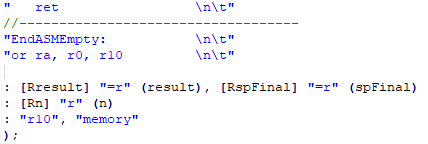 "   ret                    \n\t"
//-----------------------------------
"EndASMEmpty:              \n\t"
"or ra, r0, r10            \n\t"
: [Rresult] "=r" (result), [RspFinal] "=r" (spFinal)
: [Rn] "r" (n)
: "r10", "memory"
);